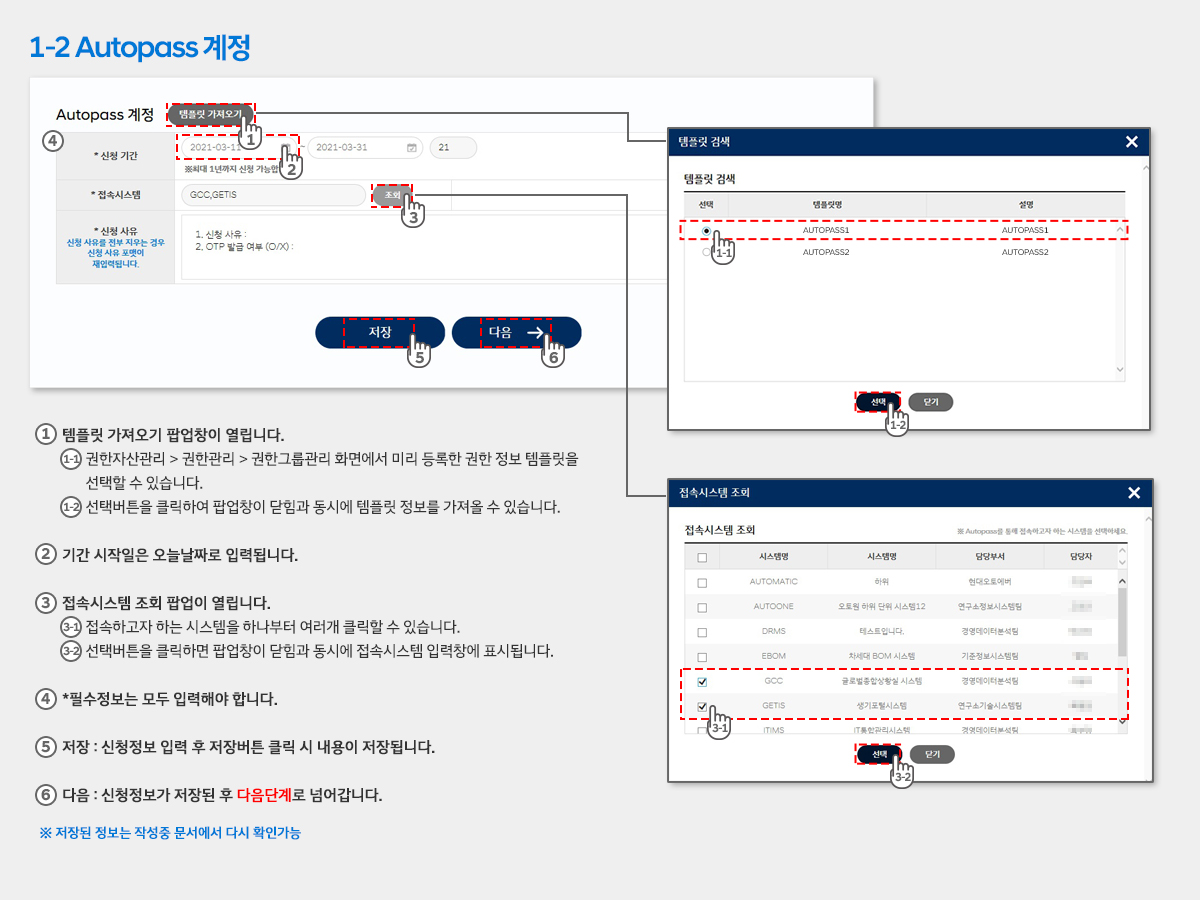 1-2 Autopass 계정
Autopass 계정
템플릿 가져오기
1
4
* 신청 기간
2021-03-11
~
2021-03-31
21
※최대 1년까지 신청 가능합
2
* 접속시스템
GCC,GETIS
조회
3
* 신청 사유
신청 사유를 전부 지우는 경우
신청 사유 포맷이
재입력됩니다.
1. 신청 사유 :
2. OTP 발급 여부 (O/X) :
저장
5
다음
6
템플릿 검색
템플릿 검색
선택 템플릿명 설명
AUTOPASS1 AUTOPASS1
1-1
AUTOPASS2 AUTOPASS2
선택
닫기
1-2
1 템플릿 가져오기 팝업창이 열립니다.
1-1 권한자산관리 > 권한관리 > 권한그룹관리 화면에서 미리 등록한 권한 정보 템플릿을
선택할 수 있습니다.
1-2 선택버튼을 클릭하여 팝업창이 닫힘과 동시에 템플릿 정보를 가져올 수 있습니다.
2 기간 시작일은 오늘날짜로 입력됩니다.
3 접속시스템 조회 팝업이 열립니다.
3-1 접속하고자 하는 시스템을 하나부터 여러개 클릭할 수 있습니다.
3-2 선택버튼을 클릭하면 팝업창이 닫힘과 동시에 접속시스템 입력창에 표시됩니다.
4 *필수정보는 모두 입력해야 합니다.
5 저장 : 신청정보 입력 후 저장버튼 클릭 시 내용이 저장됩니다.
6 다음 : 신청정보가 저장된 후 다음단계로 넘어갑니다.
※ 저장된 정보는 작성중 문서에서 다시 확인가능
접속시스템 조회
접속시스템 조회
※ Autopass을 통해 접속하고자 하는 시스템을 선택하세요.
시스템명 시스템명 담당부서 담당자
AUTOMATIC 하위 현대오토에버
AUTOONE 오토원 하위 단위 시스템12 연구소정보시스템팀
DRMS 테스트입니다. 경영데이터분석팀
EBOM 차세대 BOM 시스템 기준정보시스템팀
GCC 글로벌종합상황실 시스템 경영데이터분석팀
GETIS 생기포털시스템 연구소기술시스템팀
3-1
ITIMS IT통합관리시스템 경영데이터분석팀
선택
닫기
3-2